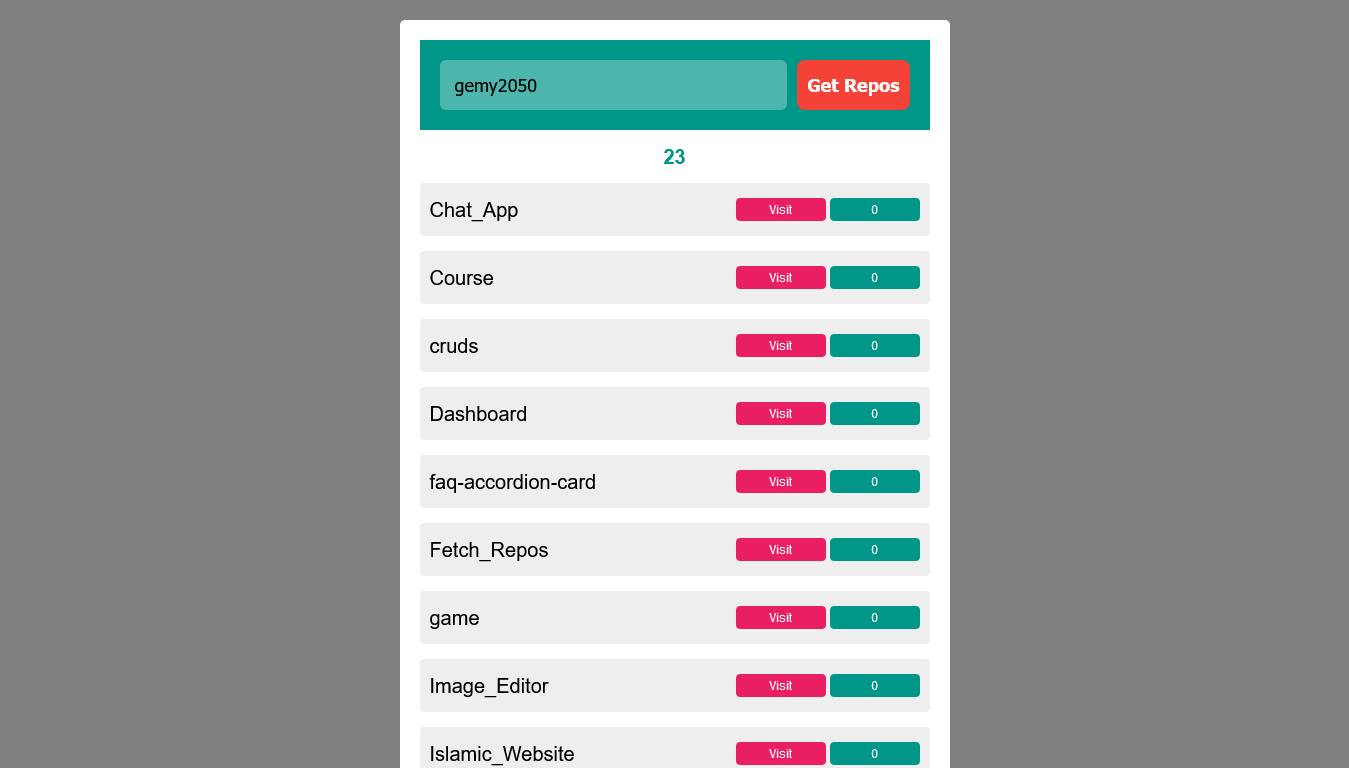 gemy2050 Get Repos
23
Chat_App Visit 0
Course Visit 0
cruds Visit 0
Dashboard Visit 0
faq-accordion-card Visit 0
Fetch_Repos Visit 0
game Visit 0
Image_Editor Visit 0
Islamic_Website Visit 0